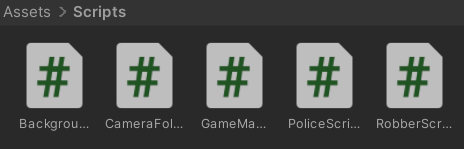 Assets > Scripts
# # # # #
Backgrou... CameraFol... GameMa... PoliceScri... RobberScr...